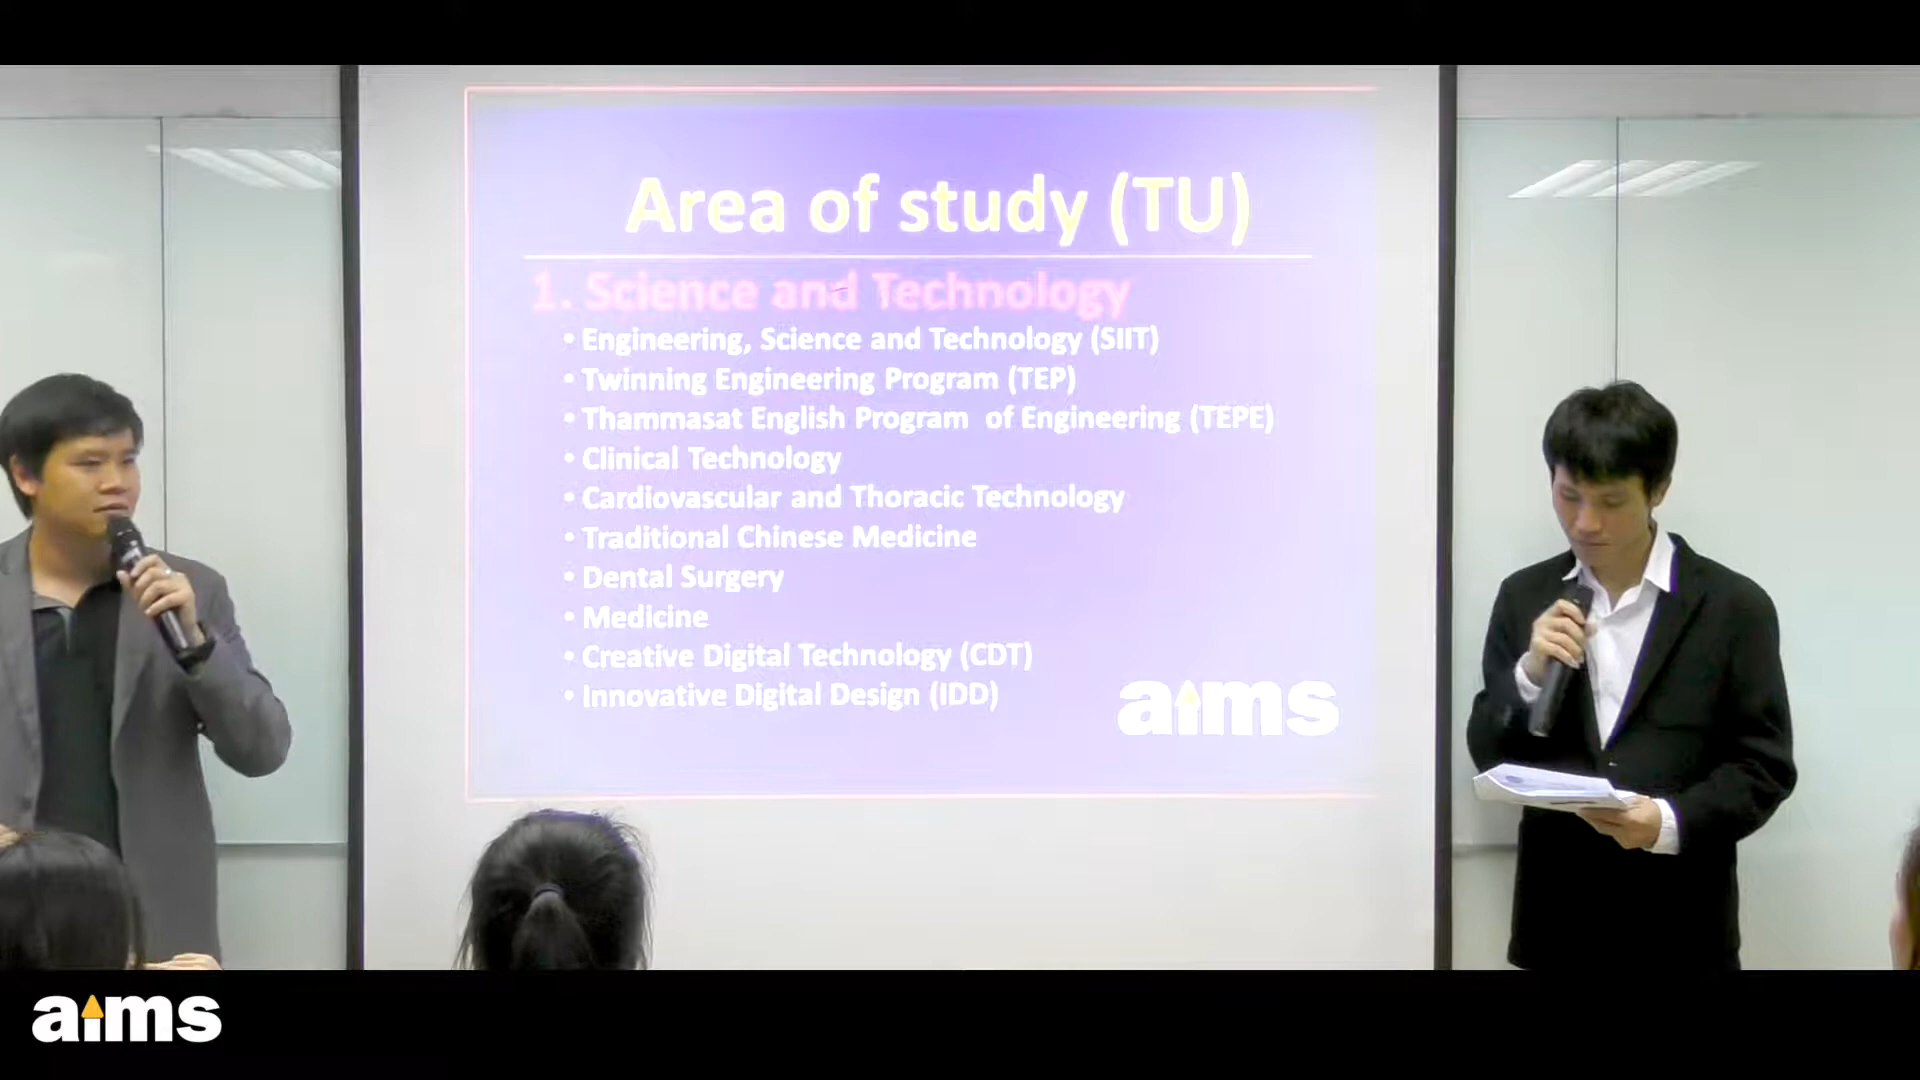 Area of study (TU)
1. Science and Technology
• Engineering, Science and Technology (SIIT)
• Twinning Engineering Program (TEP)
• Thammasat English Program of Engineering (TEPE)
• Clinical Technology
• Cardiovascular and Thoracic Technology
• Traditional Chinese Medicine
• Dental Surgery
• Medicine
• Creative Digital Technology (CDT)
• Innovative Digital Design (IDD)
aims
aims